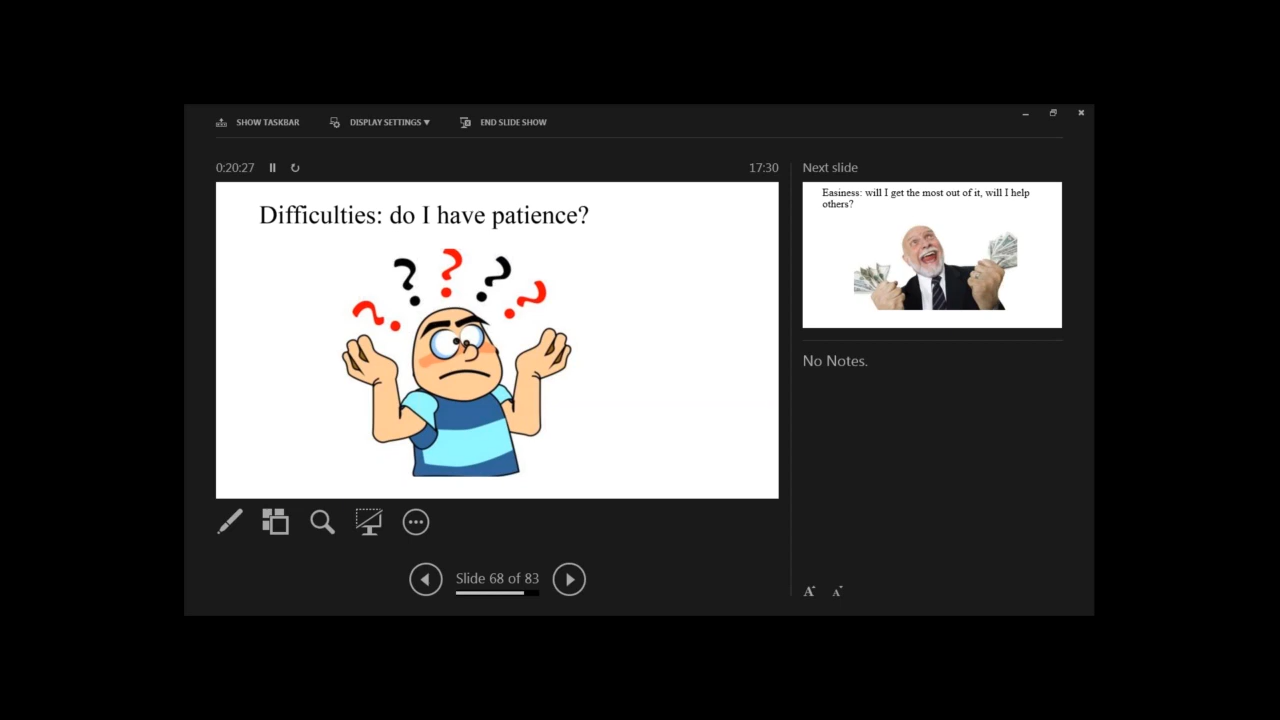 SHOW TASKBAR
DISPLAY SETTINGS ▼
END SLIDE SHOW
0:20:27
17:30
Next slide
Difficulties: do I have patience?
? ? ? ? ?
Easiness: will I get the most out of it, will I help
others?
No Notes.
Slide 68 of 83
A A